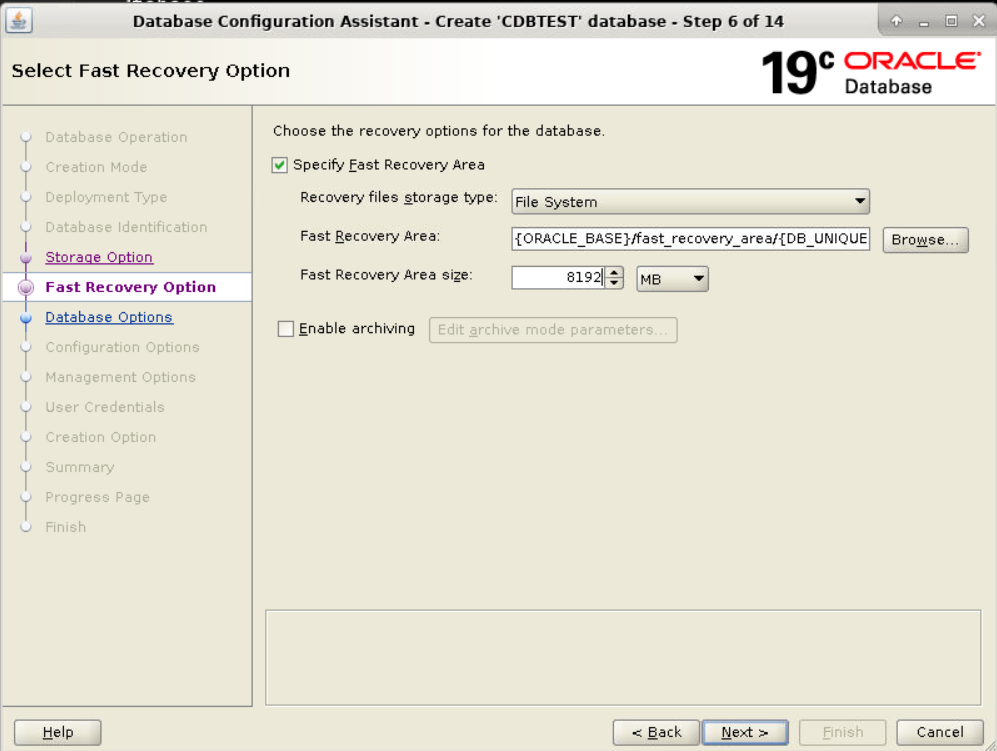 Database Configuration Assistant - Create 'CDBTEST' database - Step 6 of 14
Select Fast Recovery Option
19c ORACLE
Database
Database Operation
Creation Mode
Deployment Type
Database Identification
Storage Option
Fast Recovery Option
Database Options
Configuration Options
Management Options
User Credentials
Creation Option
Summary
Progress Page
Finish
Choose the recovery options for the database.
Specify Fast Recovery Area
Recovery files storage type: File System
Fast Recovery Area: {ORACLE_BASE}/fast_recovery_area/{DB_UNIQUE Browse...
Fast Recovery Area size: 8192 MB
Enable archiving Edit archive mode parameters...
Help < Back Next > Finish Cancel